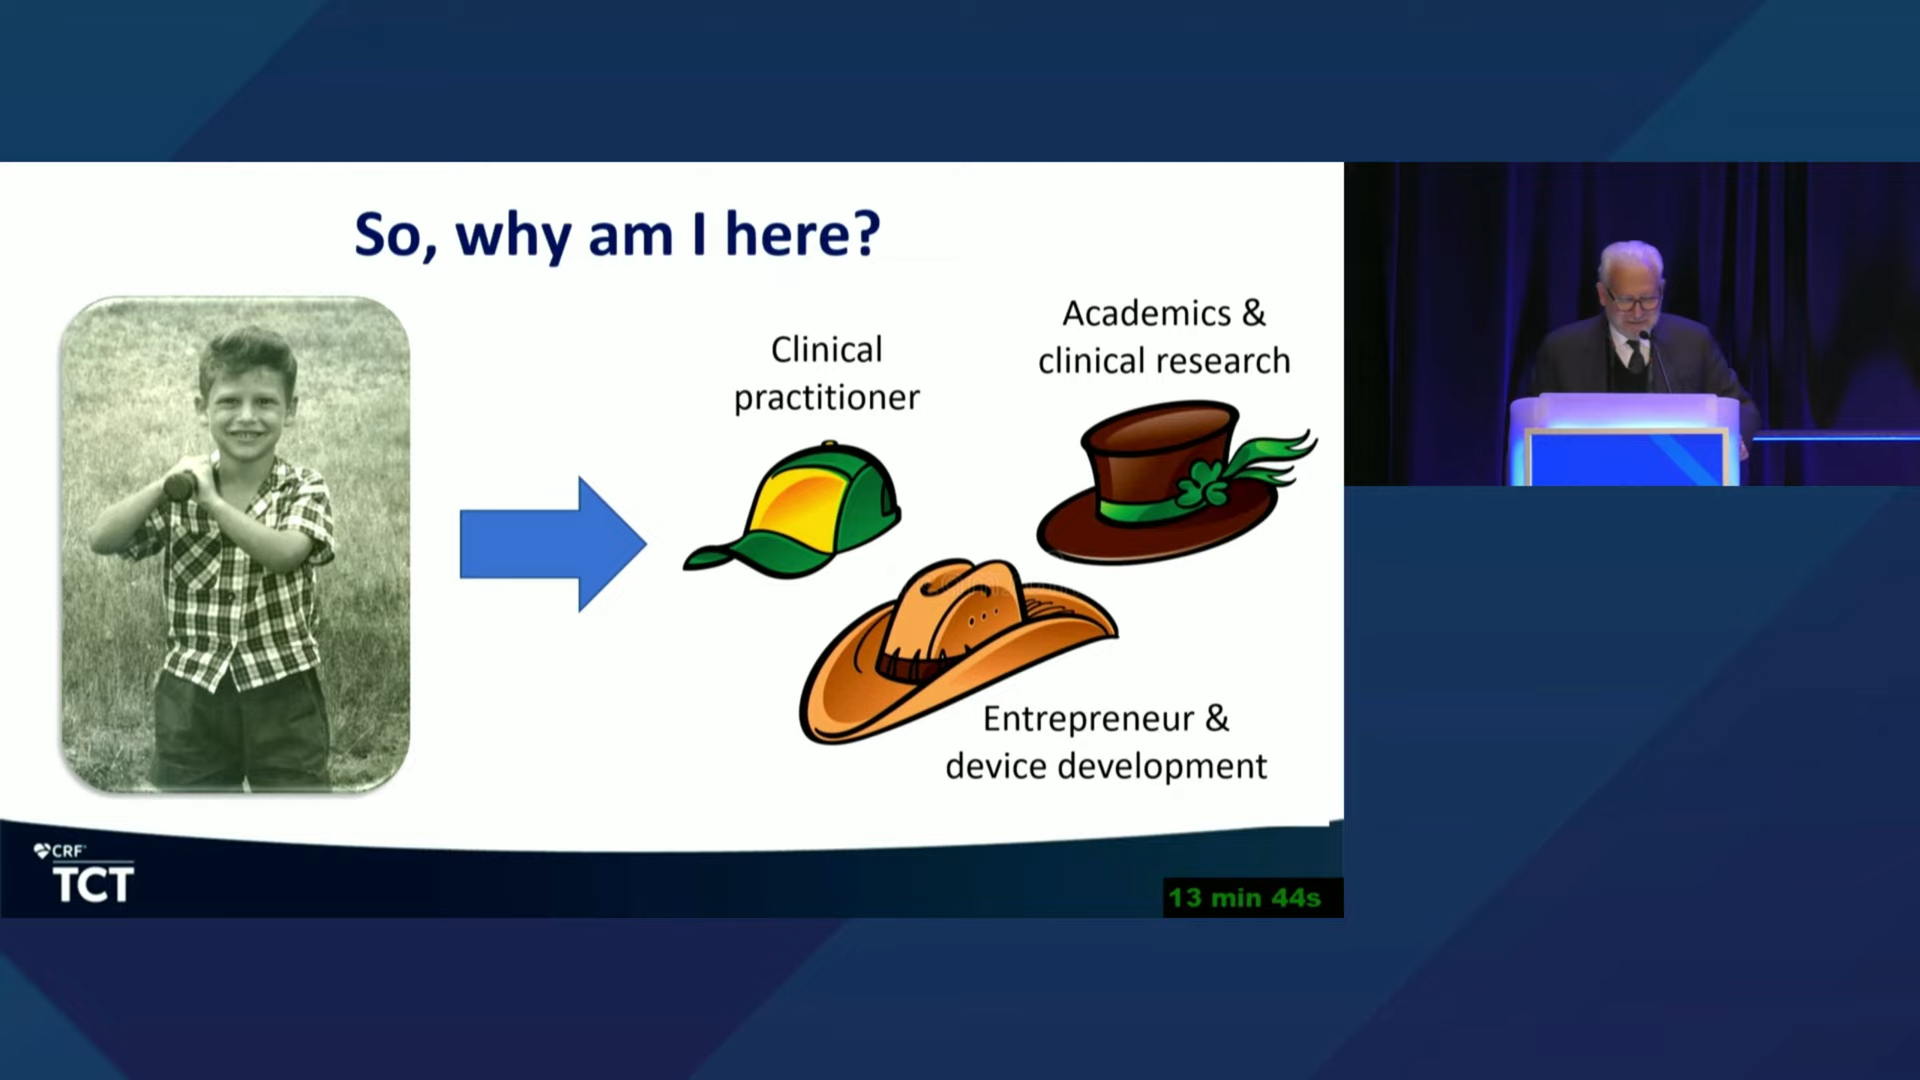 So, why am I here?
Clinical
practitioner
Academics &
clinical research
Entrepreneur &
device development
CRF
TCT
13 min 44s